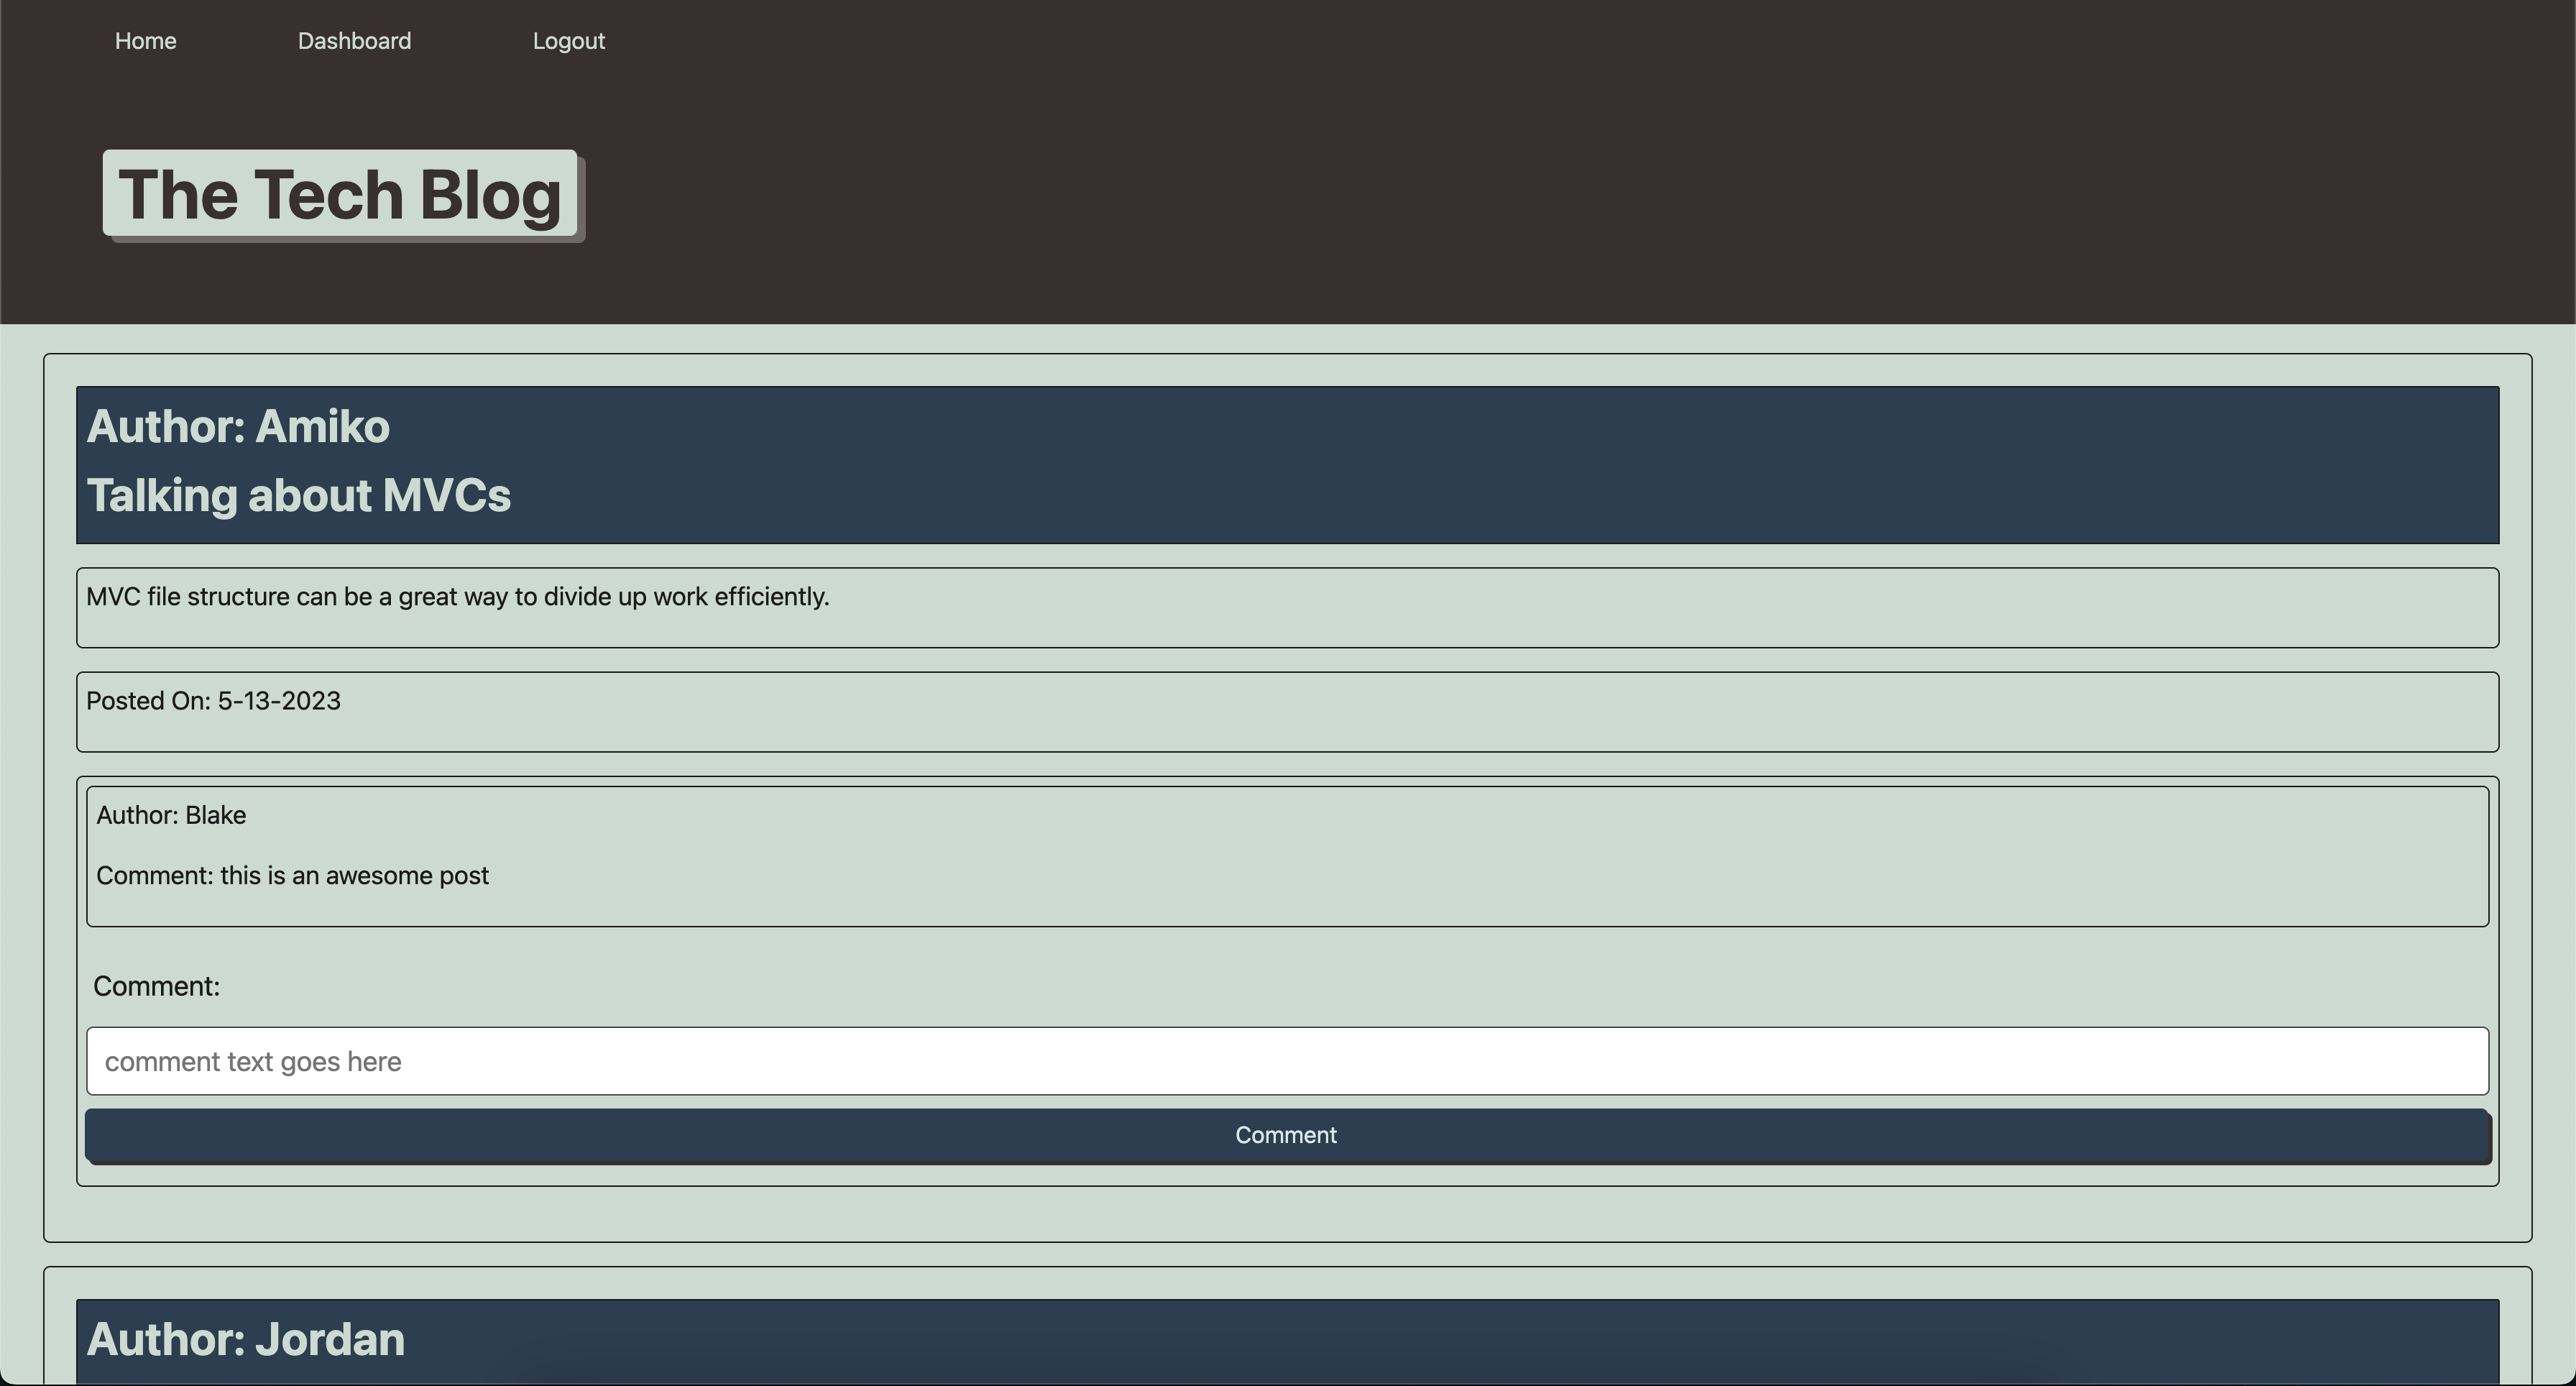 Home Dashboard Logout
The Tech Blog
Author: Amiko
Talking about MVCs
MVC file structure can be a great way to divide up work efficiently.
Posted On: 5-13-2023
Author: Blake
Comment: this is an awesome post
Comment:
comment text goes here
Comment
Author: Jordan